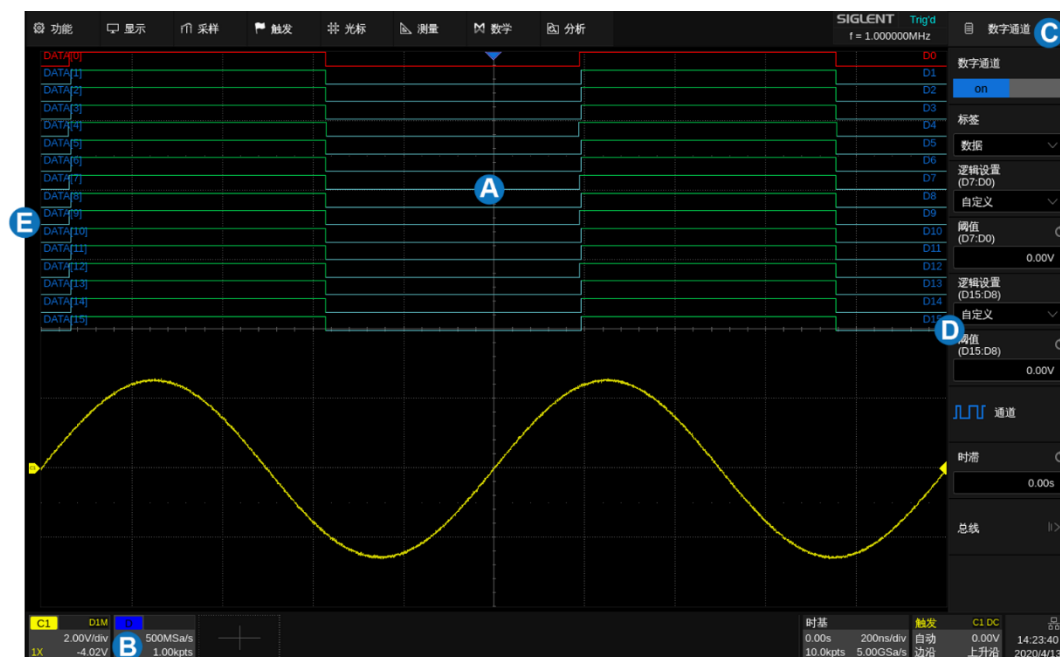 功能 显示 采样 触发 光标 测量 数学 分析
SIGLENT Trig'd
f = 1.000000MHz
数字通道 C
DATA[0] D0
DATA[1] D1
DATA[2] D2
DATA[3] D3
DATA[4] D4
DATA[5] D5
DATA[6] D6
DATA[7] D7
DATA[8] D8
DATA[9] D9
DATA[10] D10
DATA[11] D11
DATA[12] D12
DATA[13] D13
DATA[14] D14
DATA[15] D15
A
E
D
数字通道
on
标签
数据
逻辑设置
(D7:D0)
自定义
阈值
(D7:D0)
0.00V
逻辑设置
(D15:D8)
自定义
阈值
(D15:D8)
0.00V
通道
时滞
0.00s
总线
C1 D1M
2.00V/div
1X -4.02V
D
500MSa/s
1.00kpts
B
时基
0.00s 200ns/div
10.0kpts 5.00GSa/s
触发 C1 DC
自动 0.00V
边沿 上升沿
14:23:40
2020/4/13